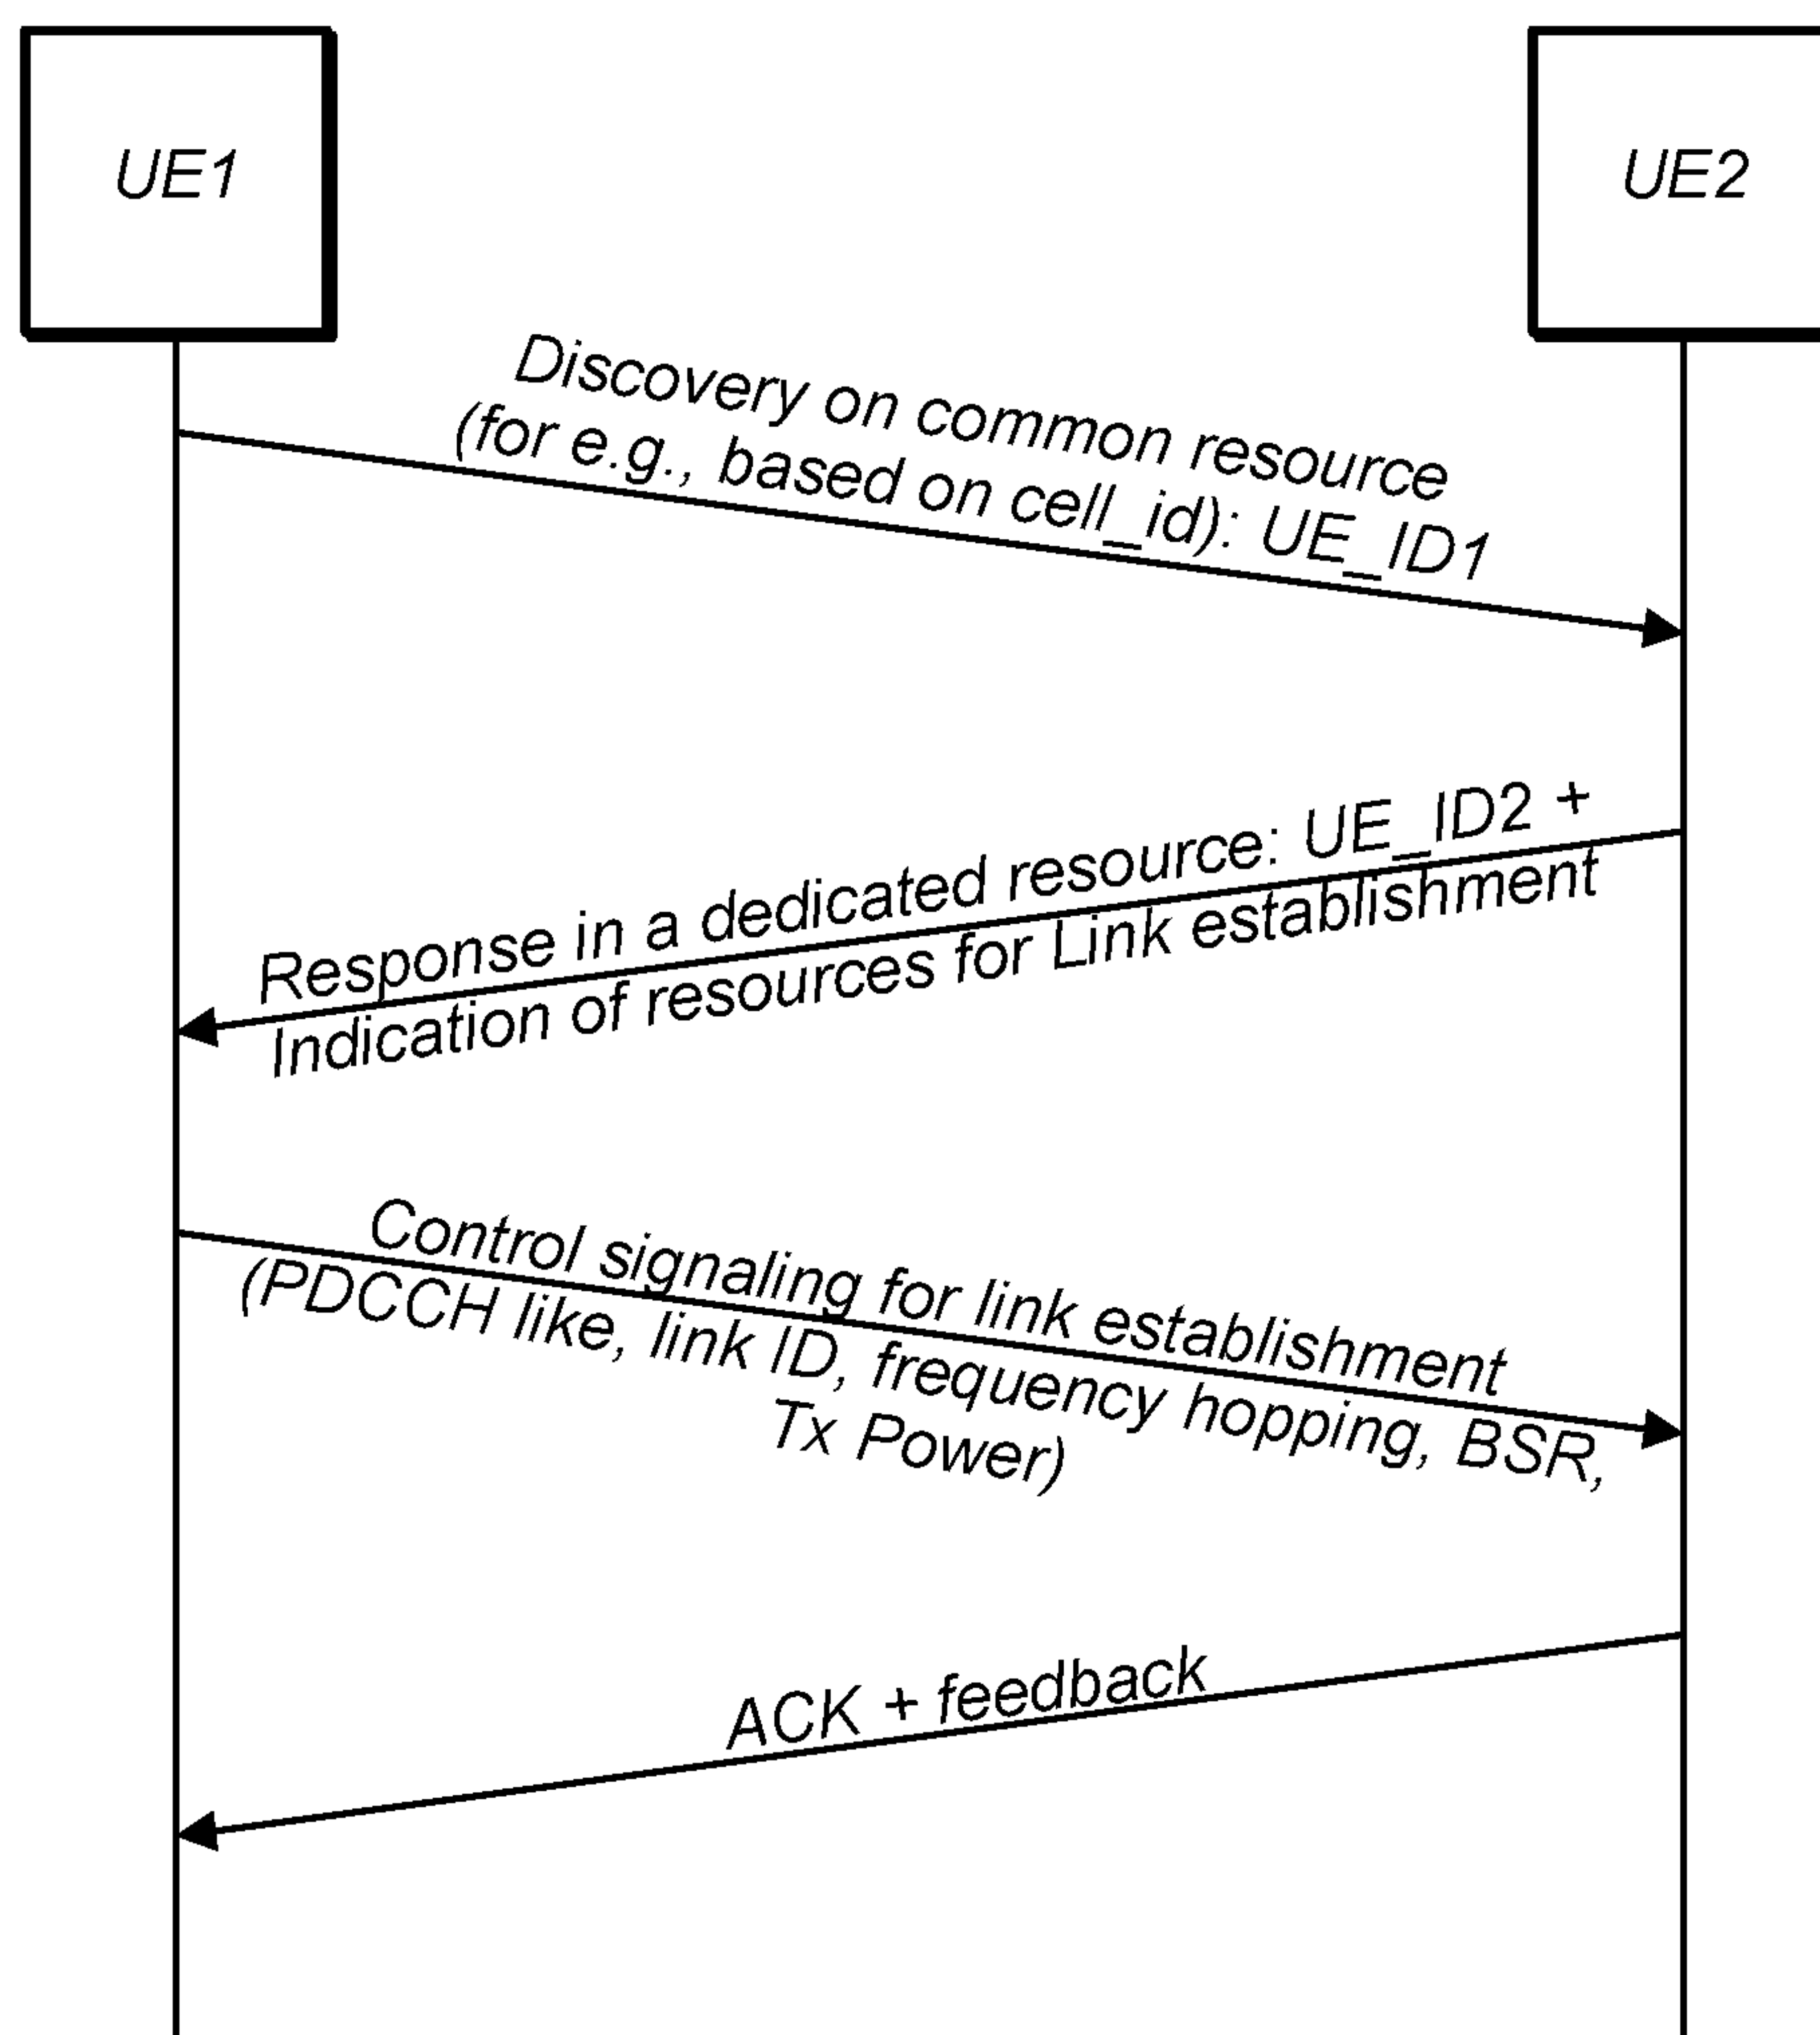 UE1
UE2
Discovery on common resource
(for e.g., based on cell_id): UE_ID1
Response in a dedicated resource: UE_ID2 +
Indication of resources for Link establishment
Control signaling for link establishment
(PDCCH like, link ID, frequency hopping, BSR,
Tx Power)
ACK + feedback